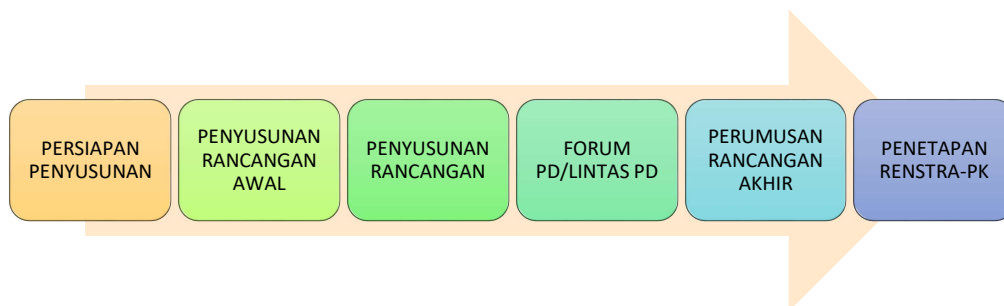 PERSIAPAN
PENYUSUNAN
PENYUSUNAN
RANCANGAN
AWAL
PENYUSUNAN
RANCANGAN
FORUM
PD/LINTAS PD
PERUMUSAN
RANCANGAN
AKHIR
PENETAPAN
RENSTRA-PK